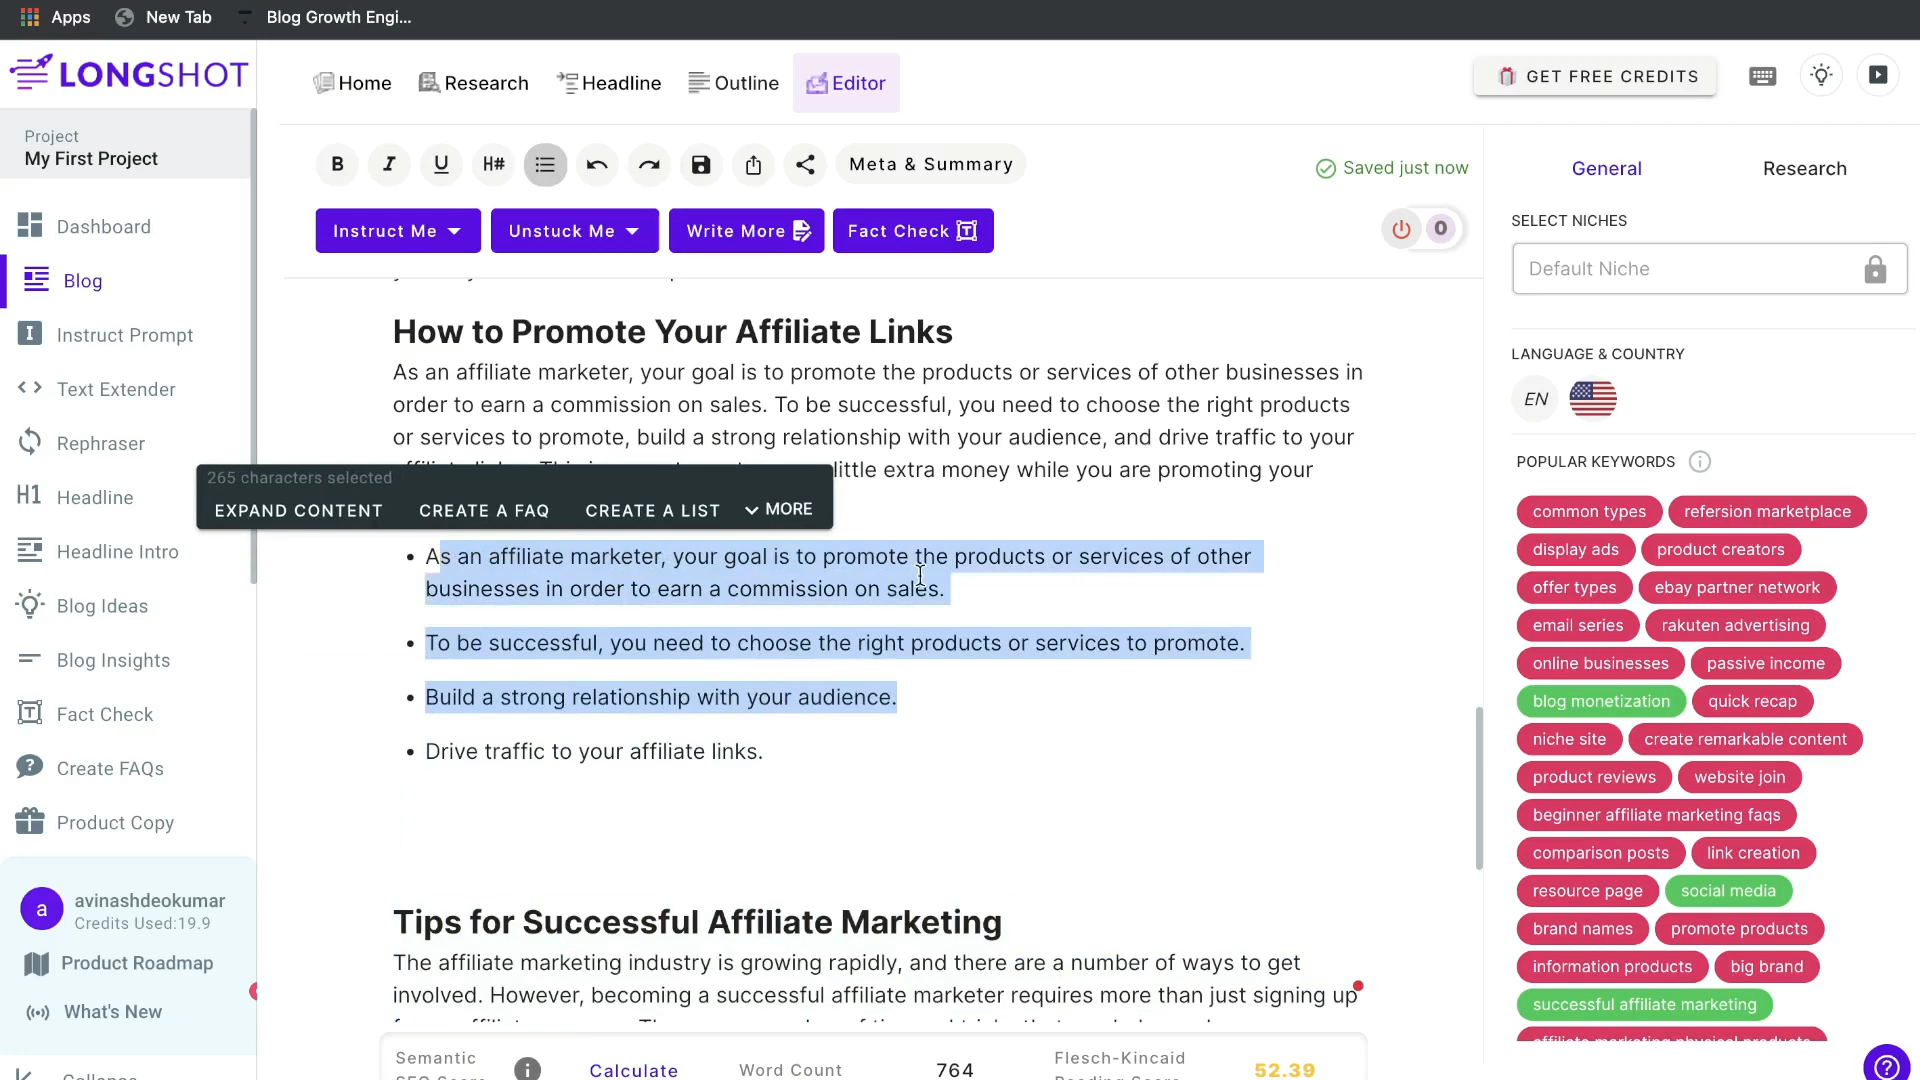 Apps
New Tab
Blog Growth Engi...
LONGSHOT
Home
Research
Headline
Outline
Editor
GET FREE CREDITS
Project
My First Project
B
I
U
H#
Meta & Summary
Saved just now
General
Research
Instruct Me
Unstuck Me
Write More
Fact Check
0
SELECT NICHES
Default Niche
Dashboard
Blog
Instruct Prompt
Text Extender
Rephraser
Headline
Headline Intro
Blog Ideas
Blog Insights
Fact Check
Create FAQs
Product Copy
a
avinashdeokumar
Credits Used:19.9
Product Roadmap
What's New
Collapse
How to Promote Your Affiliate Links
As an affiliate marketer, your goal is to promote the products or services of other businesses in
order to earn a commission on sales. To be successful, you need to choose the right products
or services to promote, build a strong relationship with your audience, and drive traffic to your
little extra money while you are promoting your
265 characters selected
EXPAND CONTENT
CREATE A FAQ
CREATE A LIST
MORE
• As an affiliate marketer, your goal is to promote the products or services of other
businesses in order to earn a commission on sales.
• To be successful, you need to choose the right products or services to promote.
• Build a strong relationship with your audience.
• Drive traffic to your affiliate links.
Tips for Successful Affiliate Marketing
The affiliate marketing industry is growing rapidly, and there are a number of ways to get
involved. However, becoming a successful affiliate marketer requires more than just signing up
Semantic
SEO Score
Calculate
Word Count
764
Flesch-Kincaid
Reading Score
52.39
LANGUAGE & COUNTRY
EN
POPULAR KEYWORDS
common types
refersion marketplace
display ads
product creators
offer types
ebay partner network
email series
rakuten advertising
online businesses
passive income
blog monetization
quick recap
niche site
create remarkable content
product reviews
website join
beginner affiliate marketing faqs
comparison posts
link creation
resource page
social media
brand names
promote products
information products
big brand
successful affiliate marketing
affiliate marketing physical products